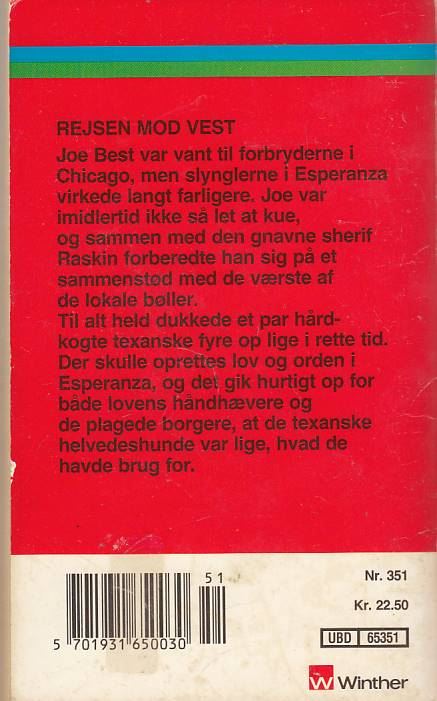 REJSEN MOD VEST
Joe Best var vant til forbryderne i
Chicago, men slynglerne i Esperanza
virkede langt farligere. Joe var
imidlertid ikke så let at kue,
og sammen med den gnavne sherif
Raskin forberedte han sig på et
sammenstød med de værste af
de lokale bøller.
Til alt held dukkede et par hård-
kogte texanske fyre op lige i rette tid.
Der skulle oprettes lov og orden i
Esperanza, og det gik hurtigt op for
både lovens håndhævere og
de plagede borgere, at de texanske
helvedeshunde var lige, hvad de
havde brug for.
51
5 701931 650030
Nr. 351
Kr. 22.50
UBD 65351
Winther